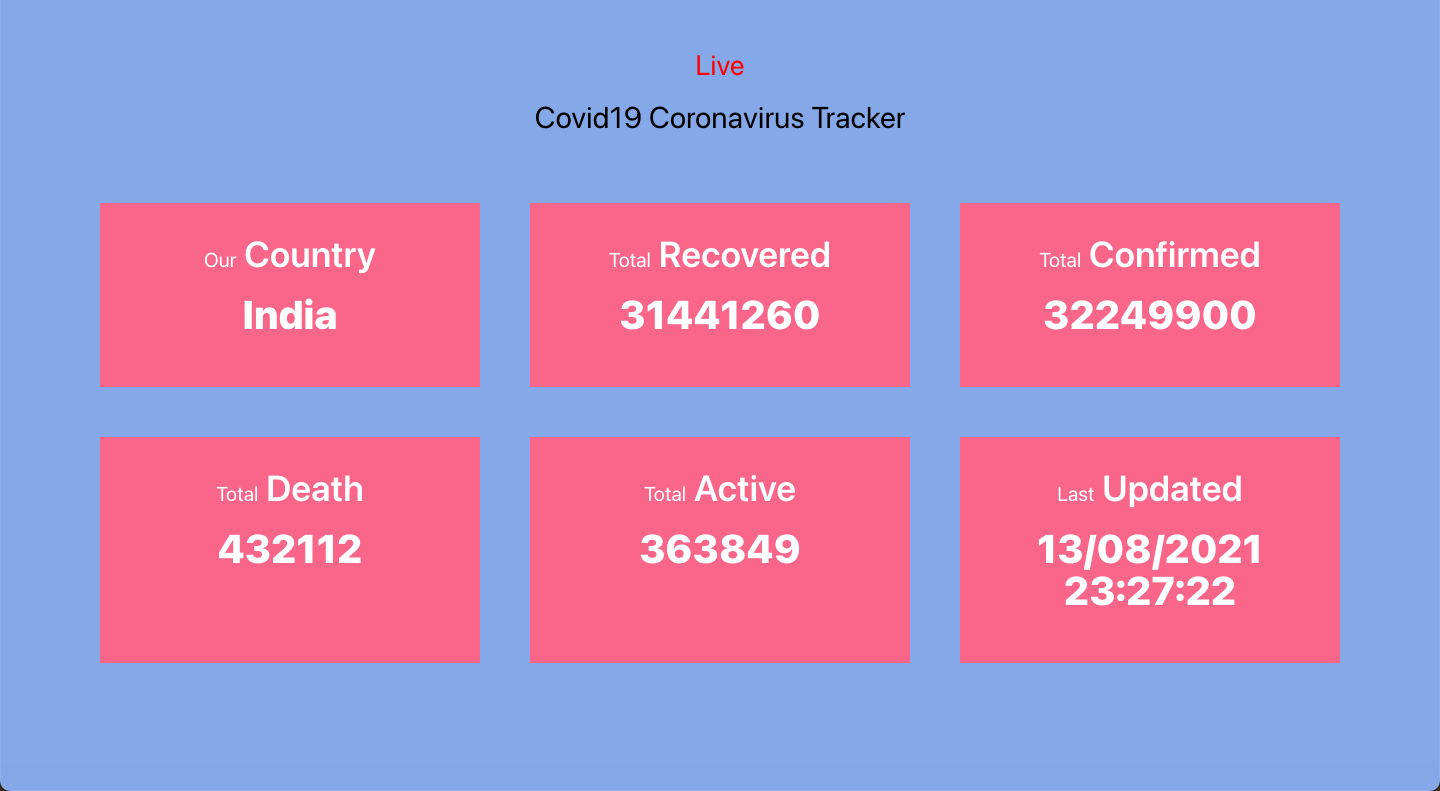 Live
Covid19 Coronavirus Tracker
Our Country
India
Total Recovered
31441260
Total Confirmed
32249900
Total Death
432112
Total Active
363849
Last Updated
13/08/2021
23:27:22